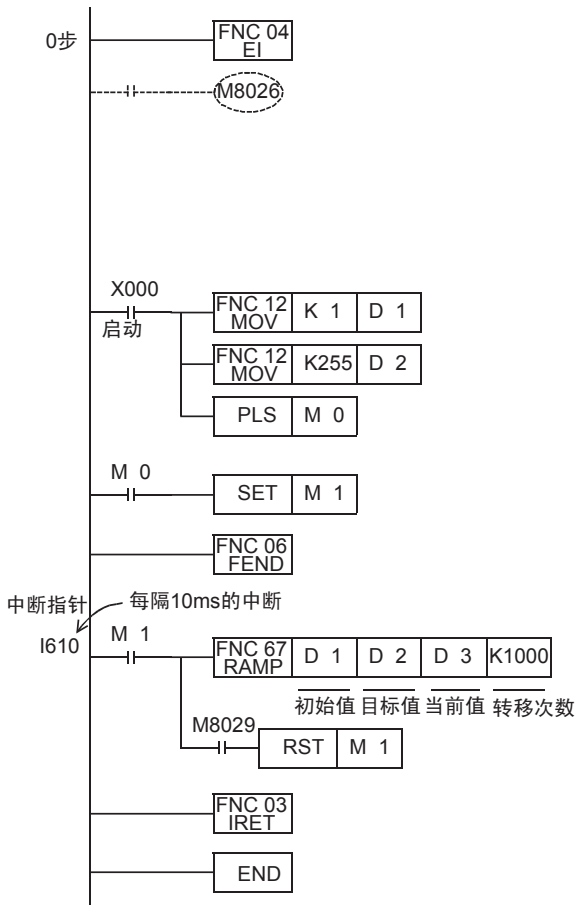 0步
FNC 04
EI
M8026
X000
启动
FNC 12
MOV
K 1
D 1
FNC 12
MOV
K255
D 2
PLS
M 0
M 0
SET
M 1
FNC 06
FEND
中断指针
每隔10ms的中断
I610
M 1
FNC 67
RAMP
D 1
D 2
D 3
K1000
初始值 目标值 当前值 转移次数
M8029
RST
M 1
FNC 03
IRET
END